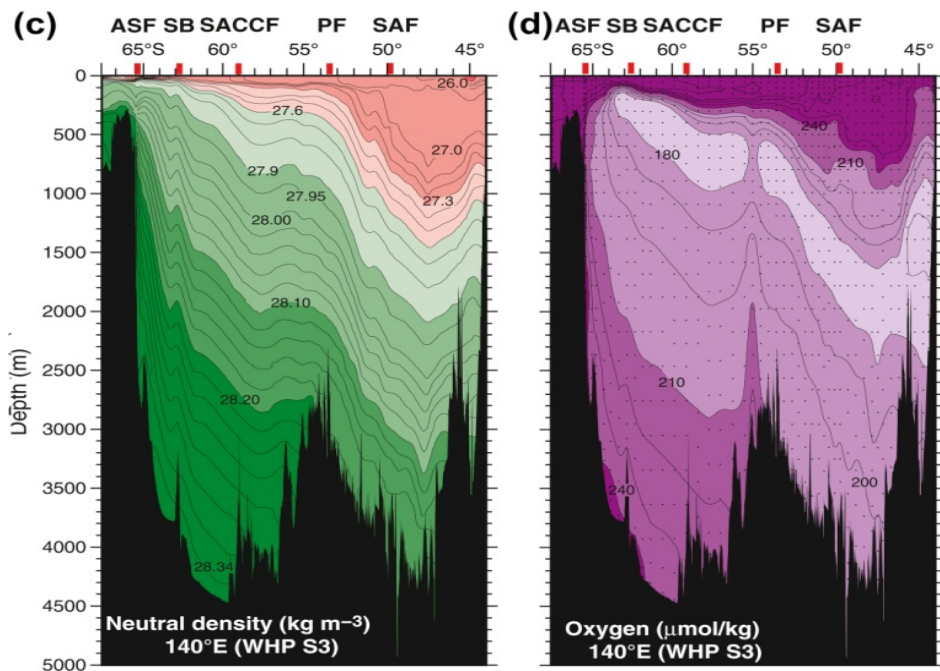 (c)
ASF SB SACCF PF SAF
65°S 60° 55° 50° 45°
0
500
1000
1500
2000
2500
3000
3500
4000
4500
5000
Depth (m)
26.0
27.6
27.0
27.9
27.95
27.3
28.00
28.10
28.20
28.34
Neutral density (kg m⁻³)
140°E (WHP S3)
(d)
ASF SB SACCF PF SAF
65°S 60° 55° 50° 45°
240
180
210
210
200
240
Oxygen (μmol/kg)
140°E (WHP S3)